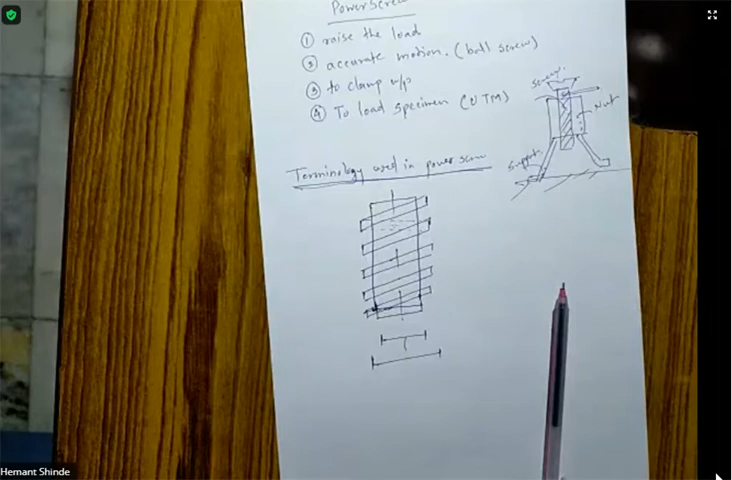 Power Screw
① raise the load
② accurate motion. (ball screw)
③ to clamp w/p
④ To load specimen (UTM)
Screw.
Nut
Support.
Terminology used in power screw
Hemant Shinde